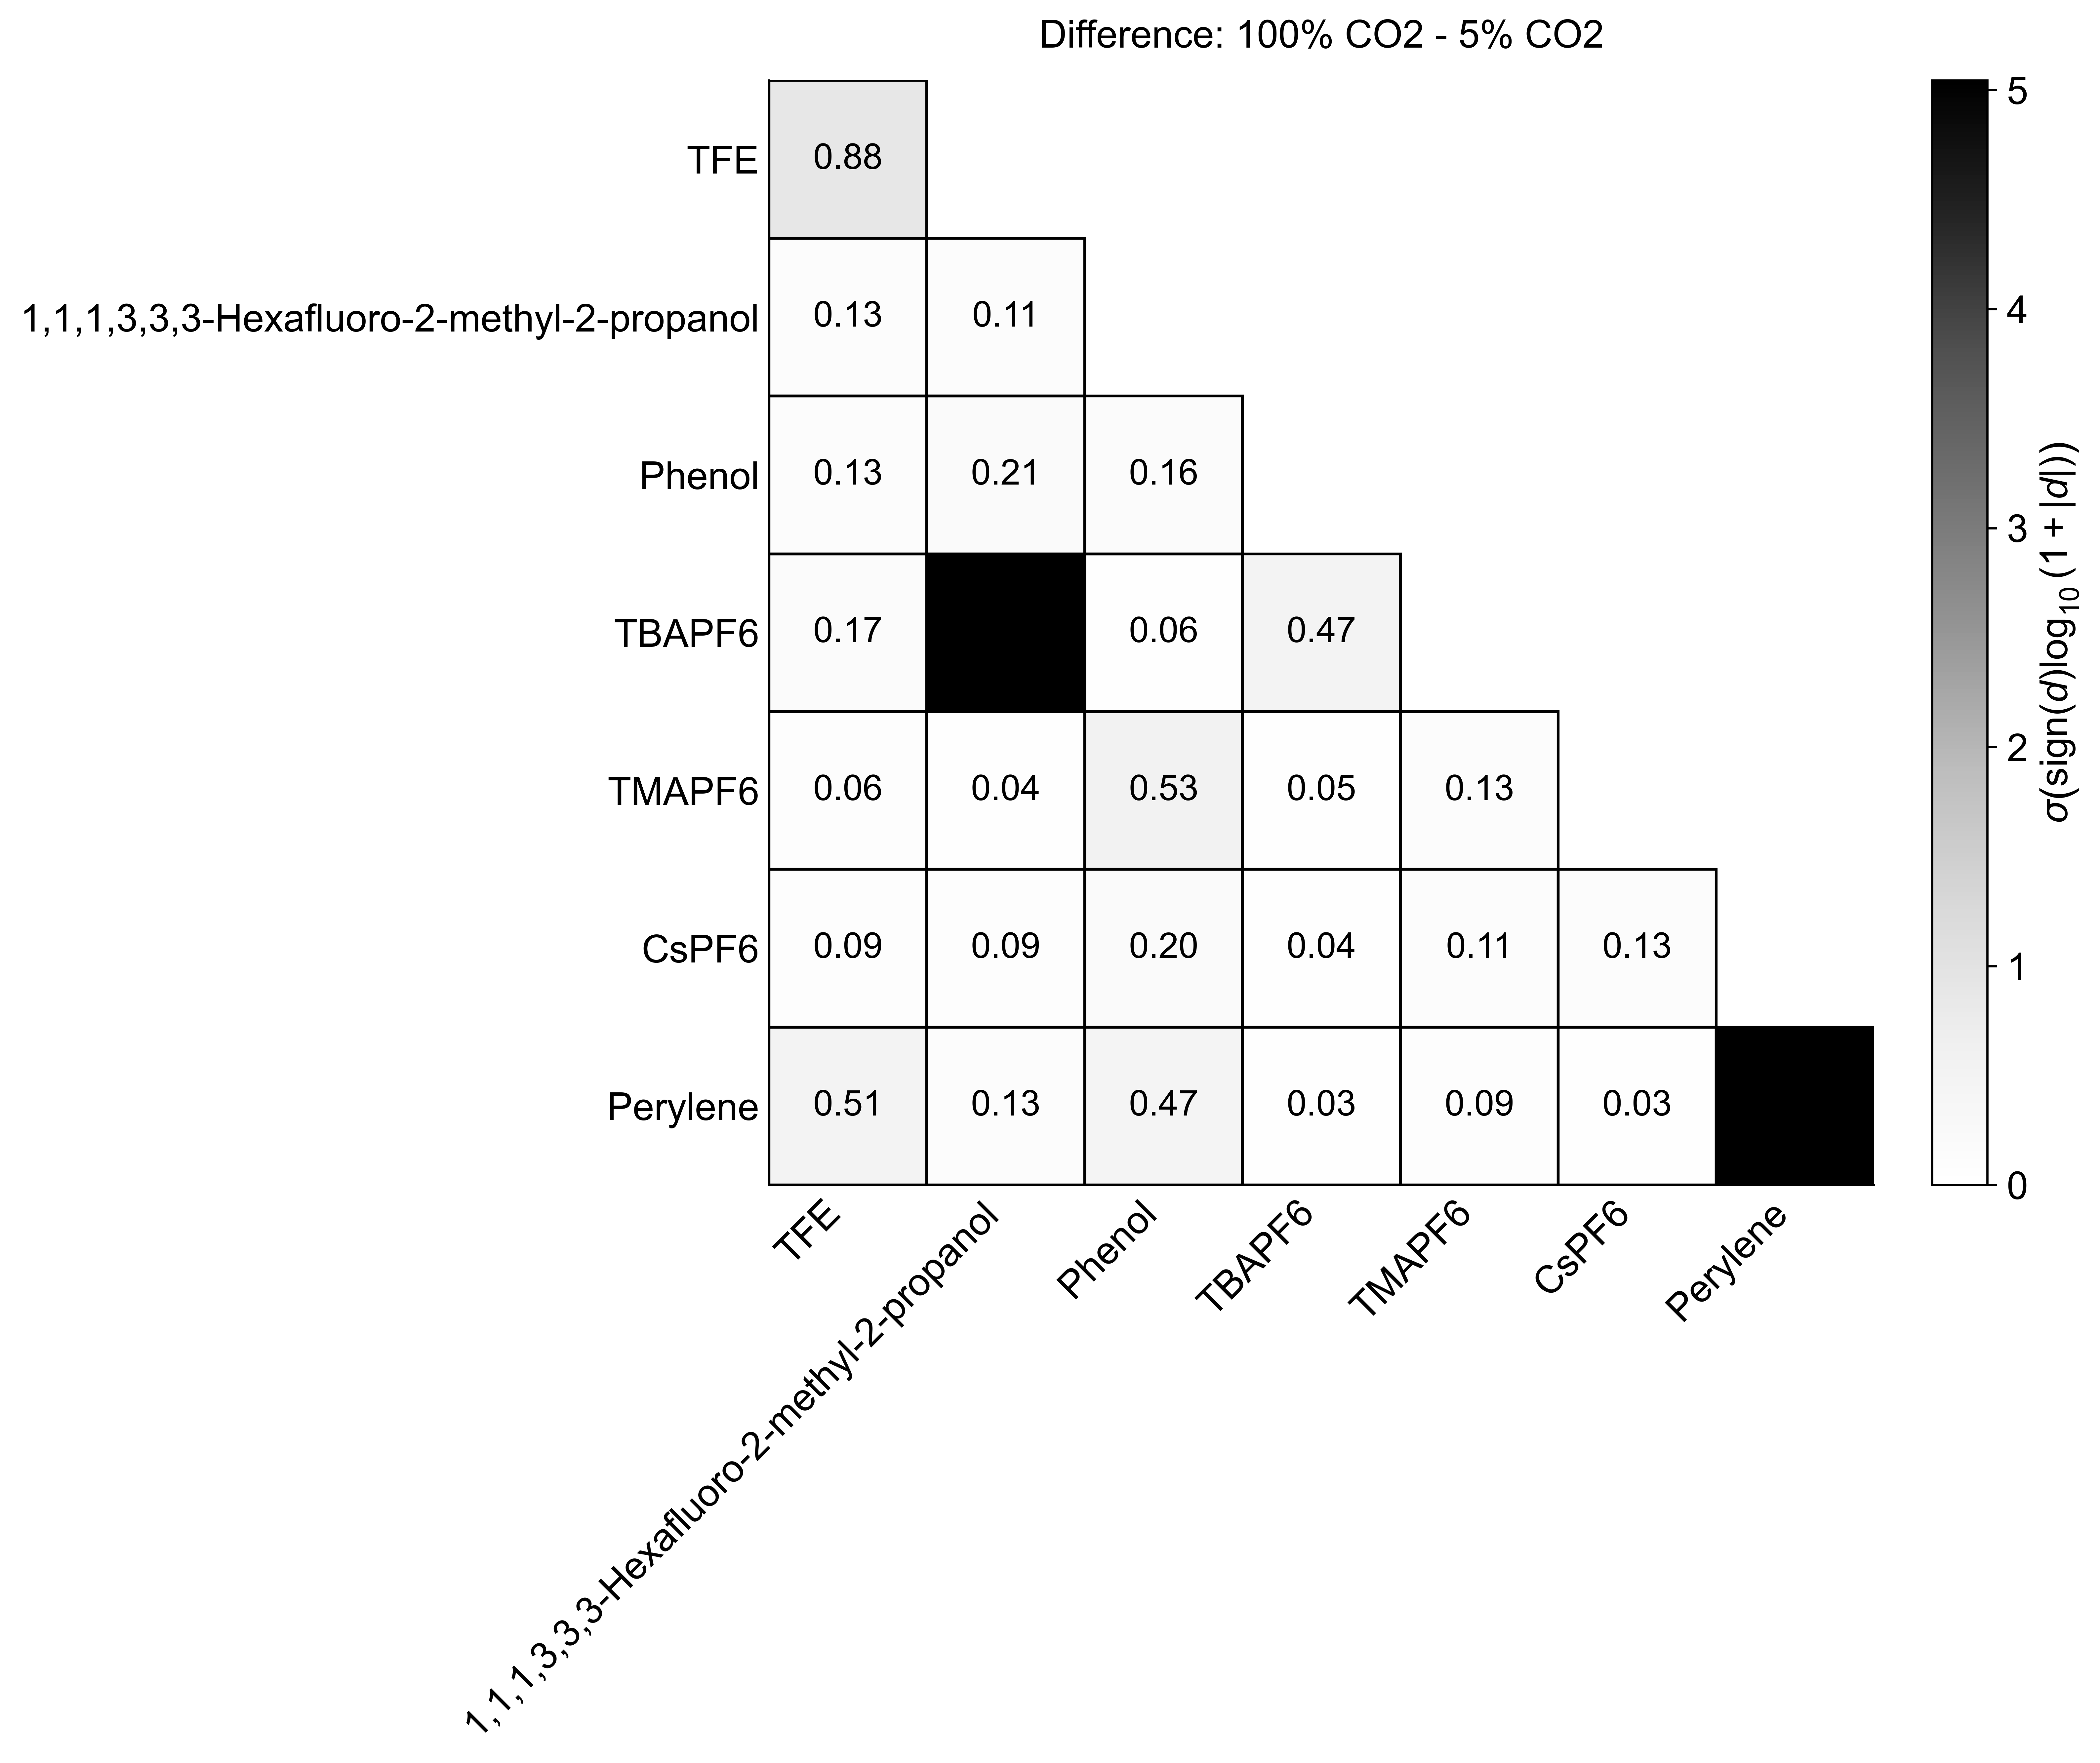 Difference: 100% CO2 - 5% CO2
TFE 0.88
1,1,1,3,3,3-Hexafluoro-2-methyl-2-propanol 0.13 0.11
Phenol 0.13 0.21 0.16
TBAPF6 0.17 0.06 0.47
TMAPF6 0.06 0.04 0.53 0.05 0.13
CsPF6 0.09 0.09 0.20 0.04 0.11 0.13
Perylene 0.51 0.13 0.47 0.03 0.09 0.03
TFE
1,1,1,3,3,3-Hexafluoro-2-methyl-2-propanol
Phenol
TBAPF6
TMAPF6
CsPF6
Perylene
5
4
3
2
1
0
σ(sign(d)log₁₀ (1 + |d|))